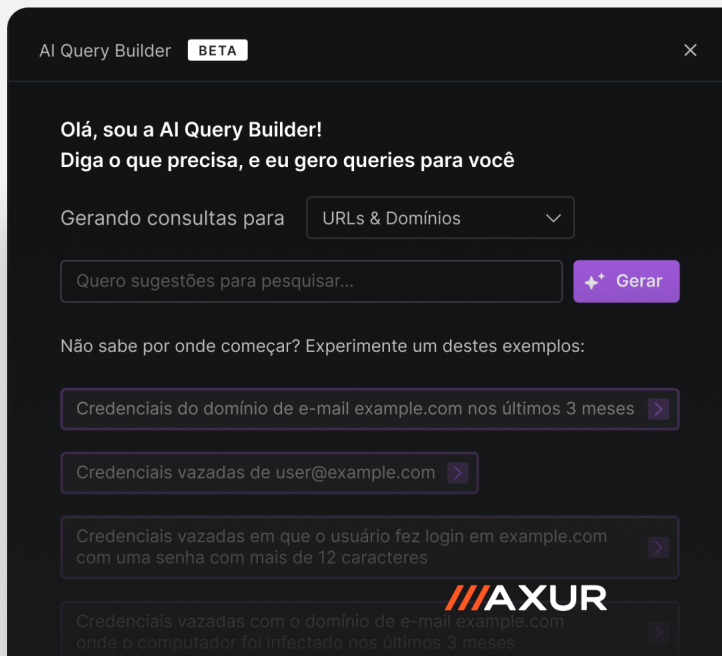 AI Query Builder BETA
Olá, sou a AI Query Builder!
Diga o que precisa, e eu gero queries para você
Gerando consultas para URLs & Domínios
Quero sugestões para pesquisar... Gerar
Não sabe por onde começar? Experimente um destes exemplos:
Credenciais do domínio de e-mail example.com nos últimos 3 meses
Credenciais vazadas de user@example.com
Credenciais vazadas em que o usuário fez login em example.com
com uma senha com mais de 12 caracteres
AXUR
Credenciais vazadas com o domínio de e-mail example.com
onde o computador foi infectado nos últimos 3 meses